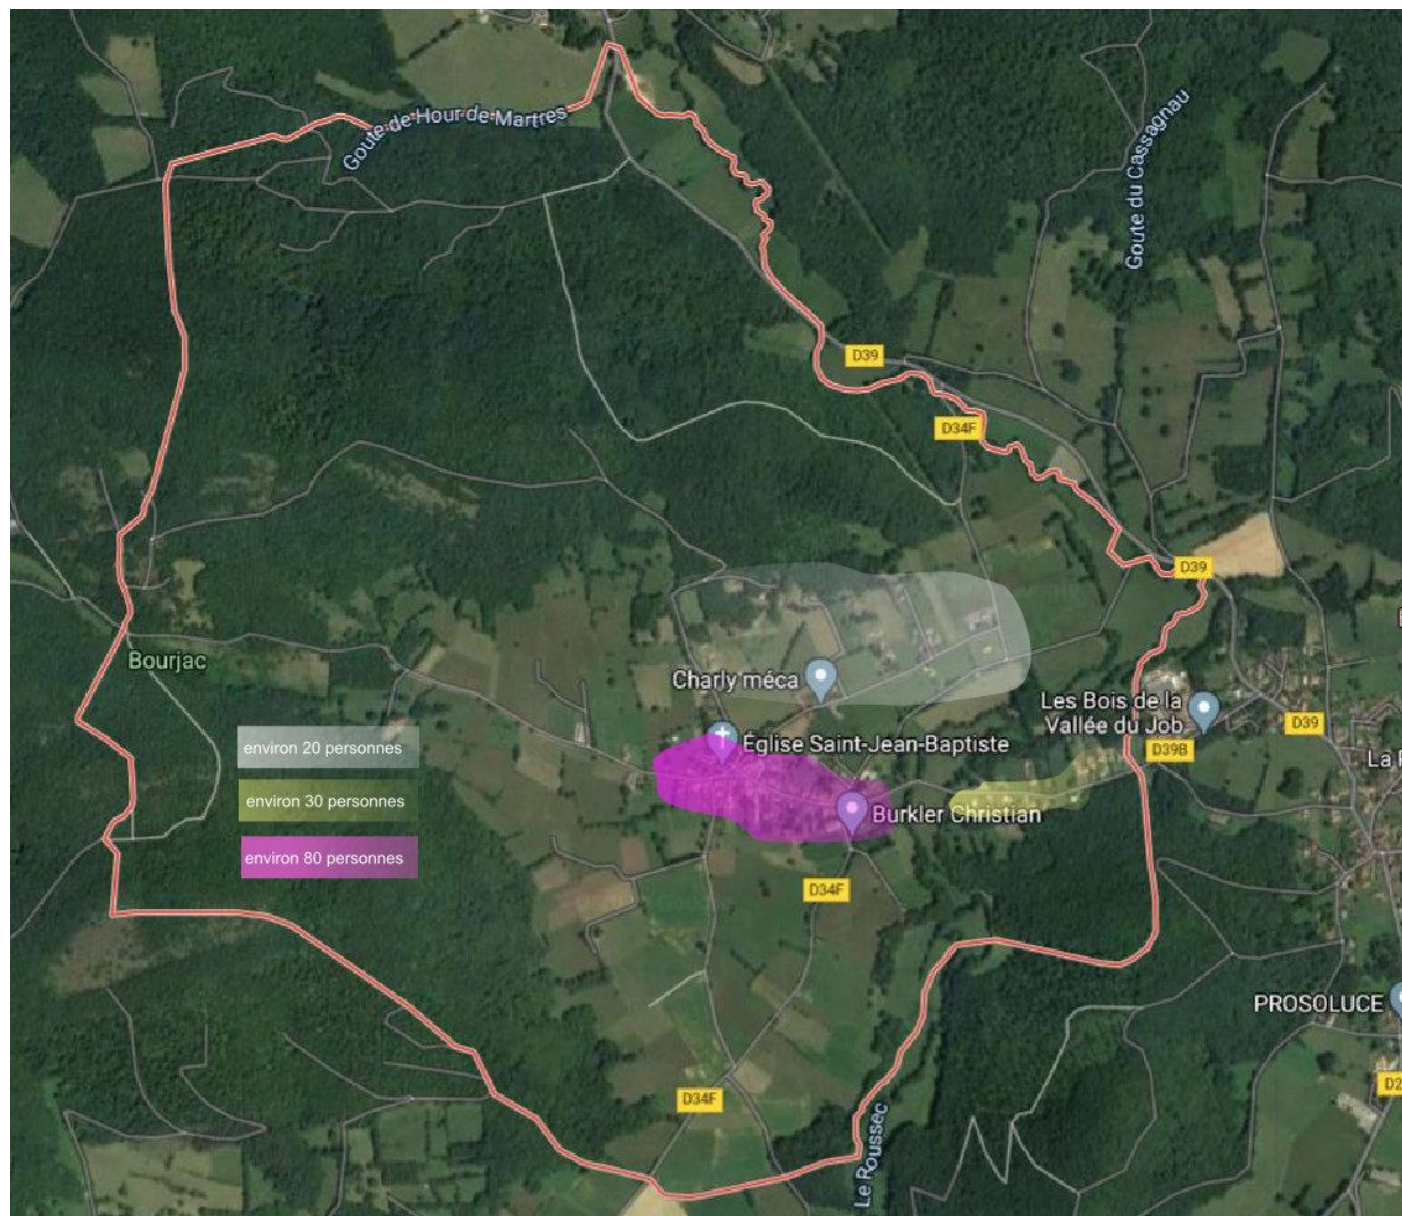 Goute de Hour de Martres
Goute du Cassagnau
D39
D34F
D39
Bourjac
Charly méca
Les Bois de la
Vallée du Job
D39
D39B
Église Saint-Jean-Baptiste
environ 20 personnes
environ 30 personnes
environ 80 personnes
Burkler Christian
D34F
PROSOLUCE
D34F
Le Roussec